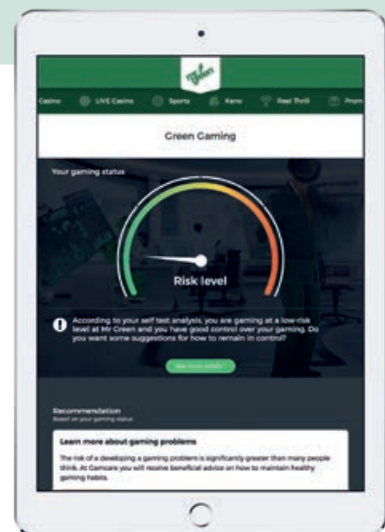 mr green
Casino LIVE Casino Sports Keno Reel Thrill Prom
Green Gaming
Your gaming status
Risk level
According to your self test analysis, you are gaming at a low-risk
level at Mr Green and you have good control over your gaming. Do
you want some suggestions for how to remain in control?
Recommendation
Based on your gaming status
Learn more about gaming problems
The risk of a developing a gaming problem is significantly greater than many people
think. At Gamcare you will receive beneficial advice on how to maintain healthy
gaming habits.